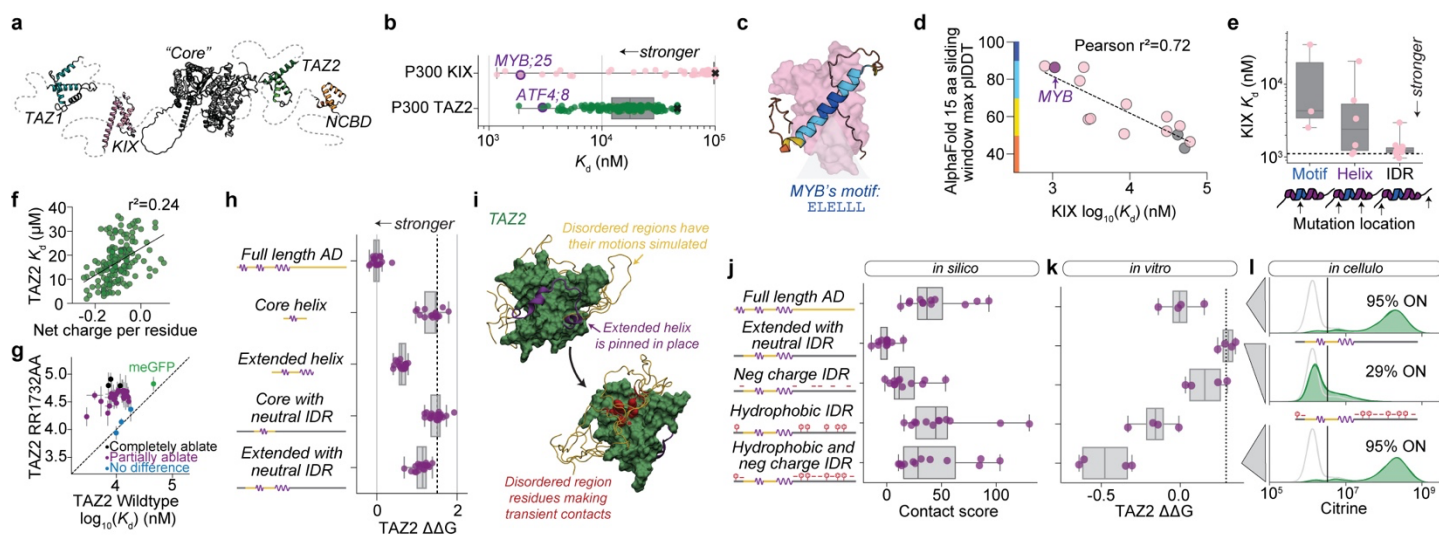 a
"Core"
TAZ1
KIX
TAZ2
NCBD
b
stronger
P300 KIX
MYB;25
P300 TAZ2
ATF4;8
10³ 10⁴ 10⁵
Kd (nM)
c
MYB's motif:
ELELLL
d
Pearson r²=0.72
AlphaFold 15 aa sliding
window max plDDT
100
80
60
40
MYB
3 4 5
KIX log₁₀(Kd) (nM)
e
KIX Kd (nM)
10⁴
10³
stronger
Motif Helix IDR
Mutation location
f
r²=0.24
TAZ2 Kd (μM)
40
30
20
10
0
-0.2 0.0
Net charge per residue
g
TAZ2 RR1732AA
5.0
4.5
4.0
3.5
meGFP
Completely ablate
Partially ablate
No difference
3 4 5
TAZ2 Wildtype
log₁₀(Kd) (nM)
h
stronger
Full length AD
Core helix
Extended helix
Core with
neutral IDR
Extended with
neutral IDR
0 2
TAZ2 ΔΔG
i
TAZ2
Disordered regions have
their motions simulated
Extended helix
is pinned in place
Disordered region
residues making
transient contacts
j
in silico
Full length AD
Extended with
neutral IDR
Neg charge IDR
Hydrophobic IDR
Hydrophobic and
neg charge IDR
0 50 100
Contact score
k
in vitro
-0.5 0.0
TAZ2 ΔΔG
l
in cellulo
95% ON
29% ON
95% ON
10⁵ 10⁷ 10⁹
Citrine